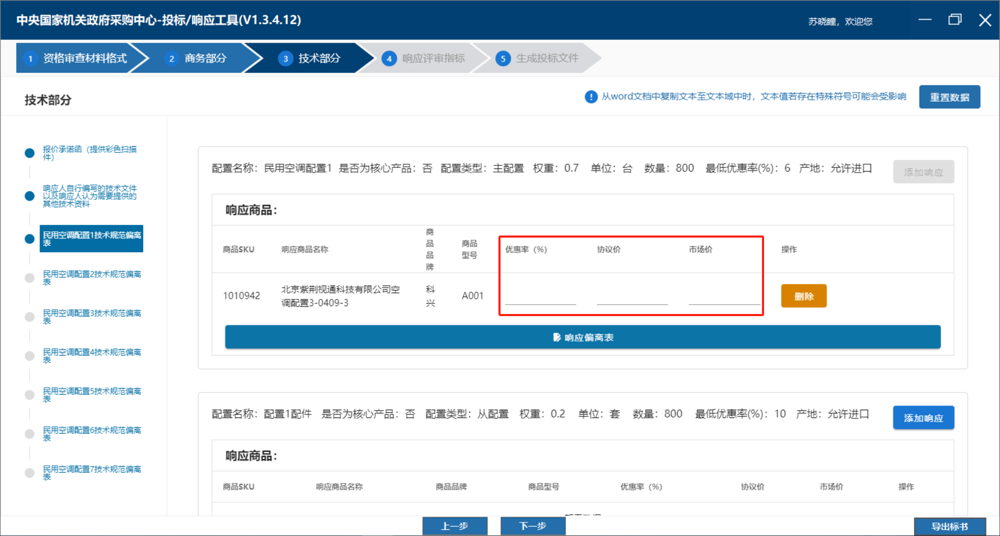 中央国家机关政府采购中心-投标/响应工具(V1.3.4.12)
苏晓瞳，欢迎您
1 资格审查材料格式
2 商务部分
3 技术部分
4 响应评审指标
5 生成投标文件
技术部分
从word文档中复制文本至文本域中时，文本值若存在特殊符号可能会受影响
重置数据
报价承诺函（提供彩色扫描
件）
响应人自行编写的技术文件
以及响应人认为需要提供的
其他技术资料
民用空调配置1技术规范偏离
表
民用空调配置2技术规范偏离
表
民用空调配置3技术规范偏离
表
民用空调配置4技术规范偏离
表
民用空调配置5技术规范偏离
表
民用空调配置6技术规范偏离
表
民用空调配置7技术规范偏离
表
配置名称：民用空调配置1 是否为核心产品：否 配置类型：主配置 权重：0.7 单位：台 数量：800 最低优惠率(%)：6 产地：允许进口
添加响应
响应商品：
商品SKU 响应商品名称 商品品牌 商品型号 优惠率（%） 协议价 市场价 操作
1010942 北京紫荆视通科技有限公司空调配置3-0409-3 科兴 A001 删除
响应偏离表
配置名称：配置1配件 是否为核心产品：否 配置类型：从配置 权重：0.2 单位：套 数量：800 最低优惠率(%)：10 产地：允许进口
添加响应
响应商品：
商品SKU 响应商品名称 商品品牌 商品型号 优惠率（%） 协议价 市场价 操作
上一步
下一步
导出标书